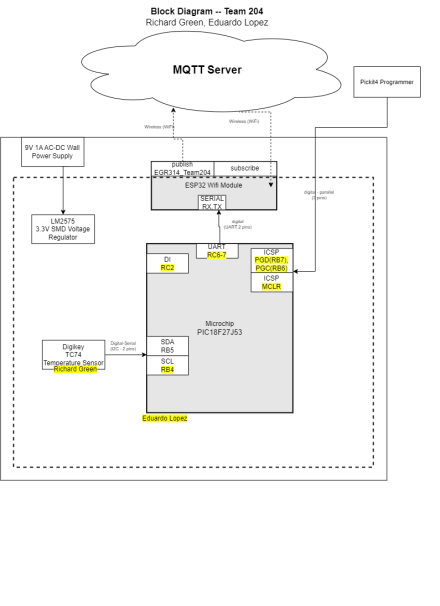 Block Diagram -- Team 204
Richard Green, Eduardo Lopez
MQTT Server
Pickit4 Programmer
Wireless (WiFi)
Wireless (WiFi)
9V 1A AC-DC Wall
Power Supply
publish
EGR314_Team204
subscribe
ESP32 Wifi Module
SERIAL
RX,TX
digital - parallel
(3 pins)
LM2575
3.3V SMD Voltage
Regulator
digital
(UART 2 pins)
UART
RC6-7
DI
RC2
ICSP
PGD(RB7),
PGC(RB6)
ICSP
MCLR
Microchip
PIC18F27J53
Digikey
TC74
Temperature Sensor
Richard Green
Digital-Serial
(I2C - 2 pins)
SDA
RB5
SCL
RB4
Eduardo Lopez